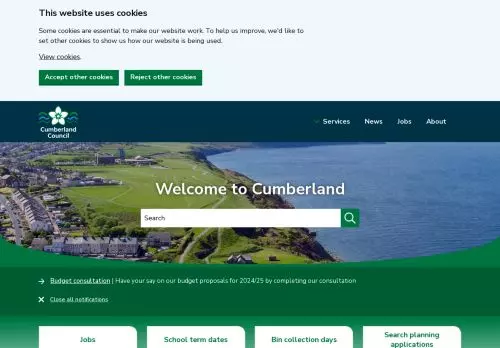 This website uses cookies
Some cookies are essential to make our website work. To help us improve, we'd like to
set other cookies to show us how our website is being used.
View cookies.
Accept other cookies
Reject other cookies
Cumberland
Council
Services
News
Jobs
About
Welcome to Cumberland
Search
Budget consultation | Have your say on our budget proposals for 2024/25 by completing our consultation
Close all notifications
Jobs
School term dates
Bin collection days
Search planning
applications